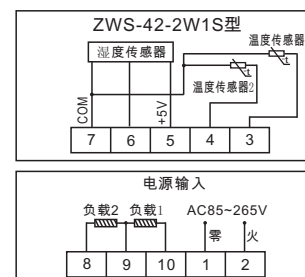 ZWS-42-2W1S型
湿度传感器
温度传感器
温度传感器2
COM
+5V
7 6 5 4 3
电源输入
负载2 负载1 AC85~265V
零 火
8 9 10 1 2